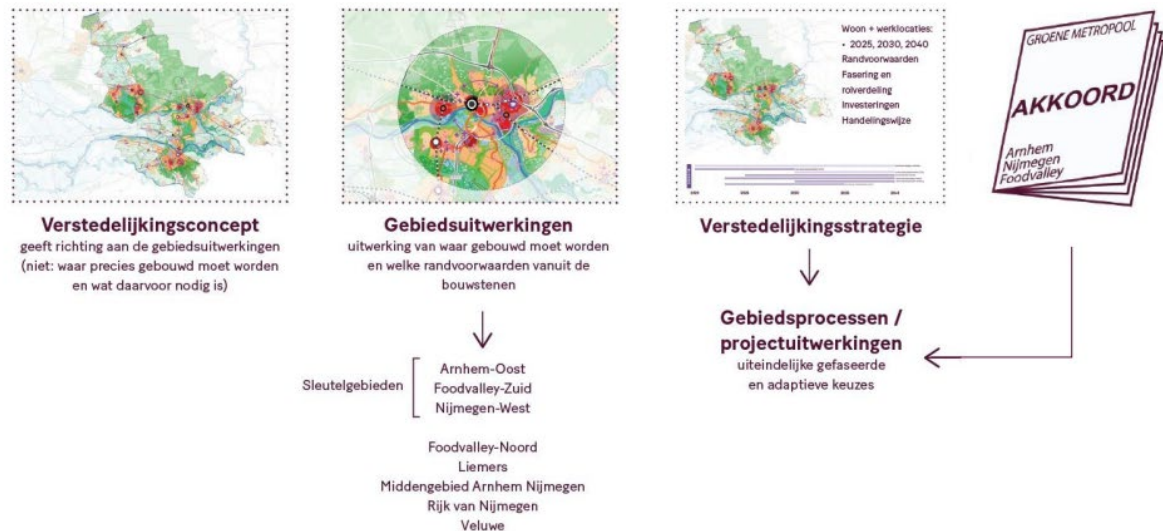 Verstedelijkingsconcept
geeft richting aan de gebiedsuitwerkingen
(niet: waar precies gebouwd moet worden
en wat daarvoor nodig is)
Gebiedsuitwerkingen
uitwerking van waar gebouwd moet worden
en welke randvoorwaarden vanuit de
bouwstenen
Sleutelgebieden
Arnhem-Oost
Foodvalley-Zuid
Nijmegen-West
Foodvalley-Noord
Liemers
Middengebied Arnhem Nijmegen
Rijk van Nijmegen
Veluwe
Woon + werklocaties:
• 2025, 2030, 2040
Randvoorwaarden
Fasering en
rolverdeling
Investeringen
Handelingswijze
Verstedelijkingsstrategie
Gebiedsprocessen /
projectuitwerkingen
uiteindelijke gefaseerde
en adaptieve keuzes
GROENE METROPOOL
AKKOORD
Arnhem
Nijmegen
Foodvalley